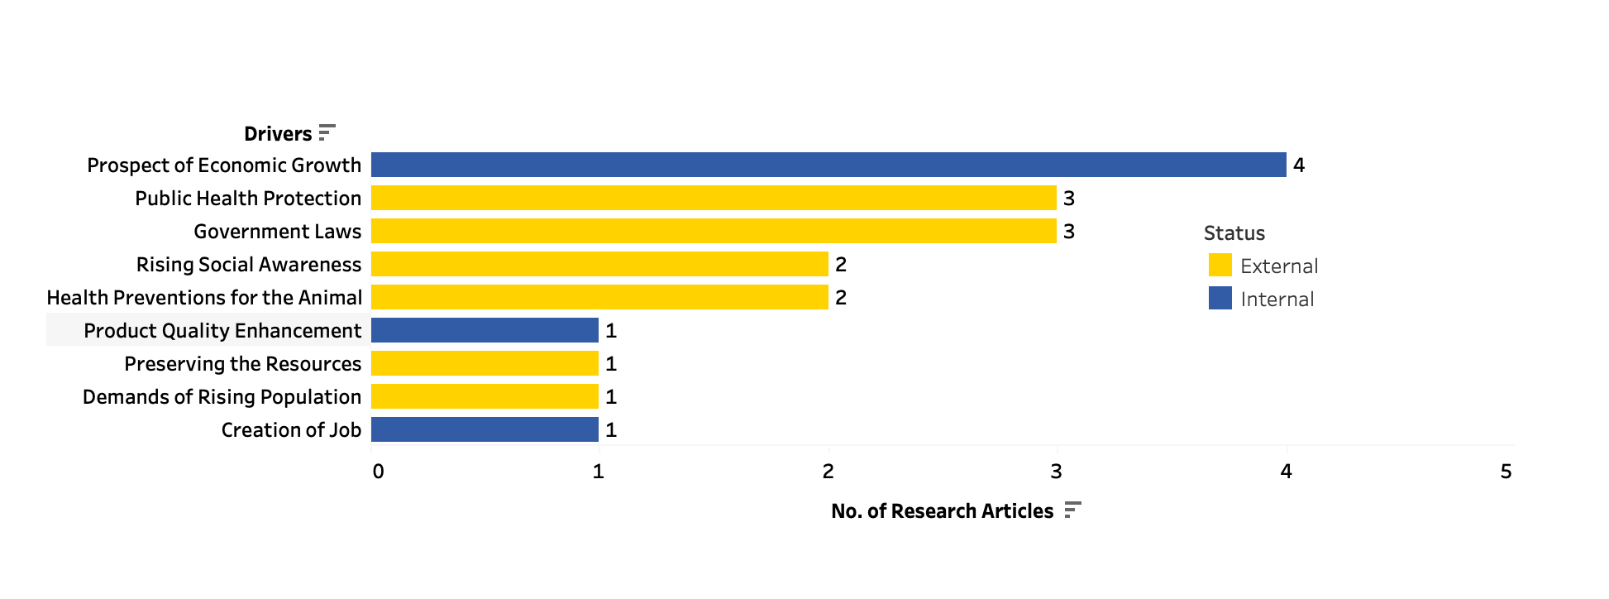 Drivers
Prospect of Economic Growth 4
Public Health Protection 3
Government Laws 3
Status
Rising Social Awareness 2
External
Health Preventions for the Animal 2
Internal
Product Quality Enhancement 1
Preserving the Resources 1
Demands of Rising Population 1
Creation of Job 1
0 1 2 3 4 5
No. of Research Articles